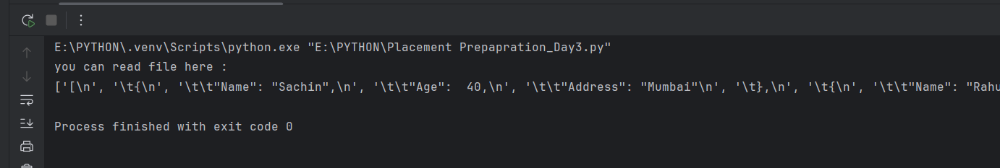 E:\PYTHON\.venv\Scripts\python.exe "E:\PYTHON\Placement Prepapration_Day3.py"
you can read file here :
['[\n', '\t{\n', '\t\t"Name": "Sachin",\n', '\t\t"Age":  40,\n', '\t\t"Address": "Mumbai"\n', '\t},\n', '\t{\n', '\t\t"Name": "Rahu
Process finished with exit code 0